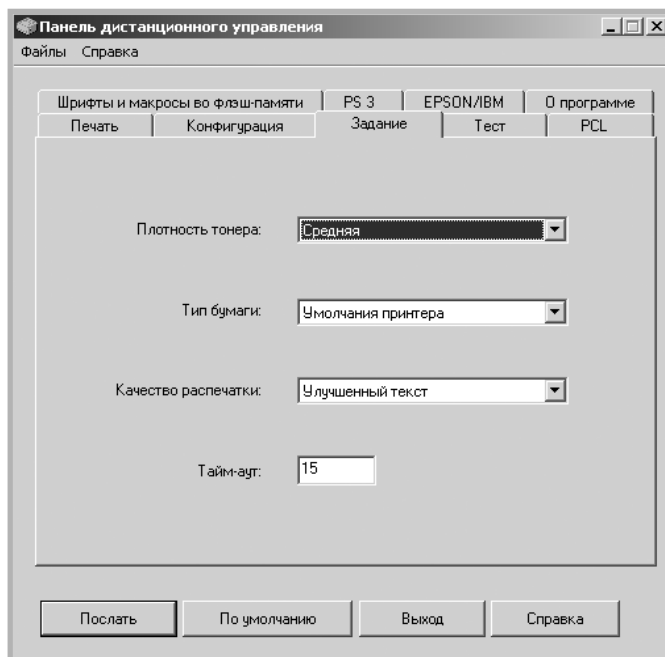 Панель дистанционного управления
Файлы Справка
Шрифты и макросы во флэш-памяти PS 3 EPSON/IBM О программе
Печать Конфигурация Задание Тест PCL
Плотность тонера: Средняя
Тип бумаги: Умолчания принтера
Качество распечатки: Улучшенный текст
Тайм-аут: 15
Послать По умолчанию Выход Справка